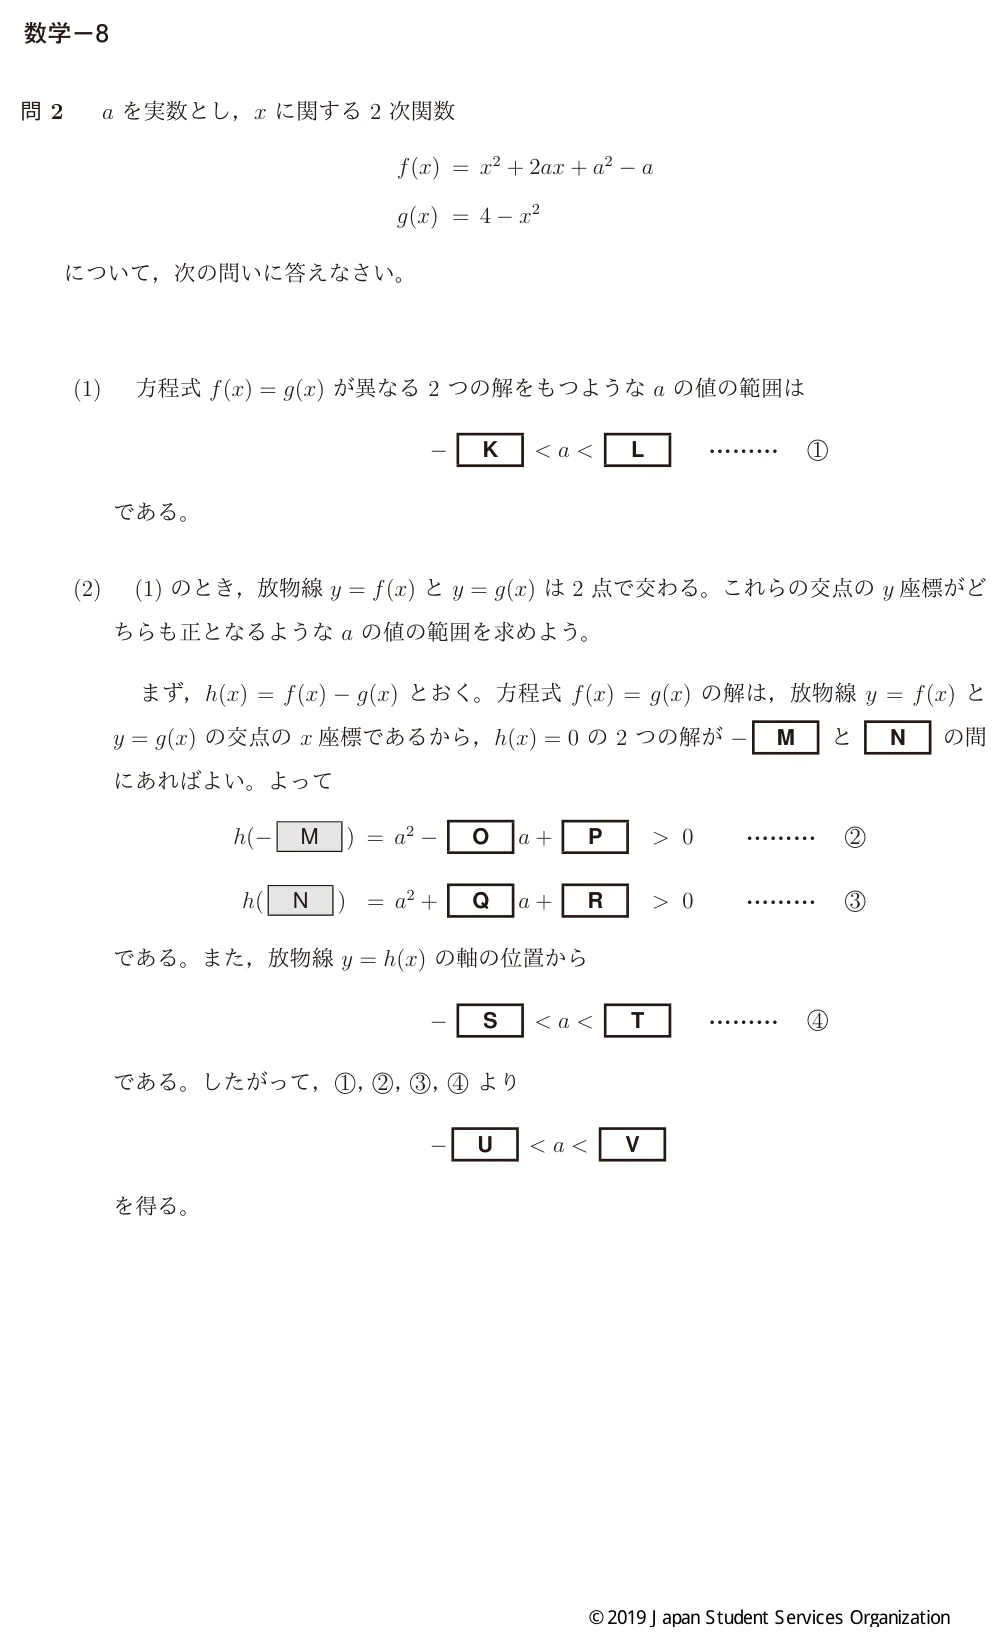 数学－8
問 2 a を実数とし，x に関する 2 次関数
f(x) = x² + 2ax + a² − a
g(x) = 4 − x²
について，次の問いに答えなさい。
(1) 方程式 f(x) = g(x) が異なる 2 つの解をもつような a の値の範囲は
− K < a < L ……… ①
である。
(2) (1) のとき，放物線 y = f(x) と y = g(x) は 2 点で交わる。これらの交点の y 座標がど
ちらも正となるような a の値の範囲を求めよう。
まず，h(x) = f(x) − g(x) とおく。方程式 f(x) = g(x) の解は，放物線 y = f(x) と
y = g(x) の交点の x 座標であるから，h(x) = 0 の 2 つの解が − M と N の間
にあればよい。よって
h(− M ) = a² − O a + P > 0 ……… ②
h( N ) = a² + Q a + R > 0 ……… ③
である。また，放物線 y = h(x) の軸の位置から
− S < a < T ……… ④
である。したがって，①，②，③，④ より
− U < a < V
を得る。
© 2019 Japan Student Services Organization